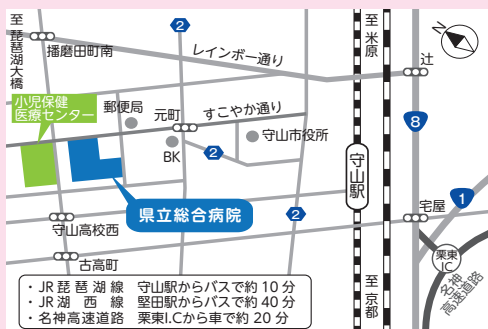 至琵琶湖大橋
播磨田町南
2
レインボー通り
至米原
N
辻
小児保健
医療センター
郵便局
元町
すこやか通り
8
BK
2
守山市役所
守山駅
1
県立総合病院
2
宅屋
守山高校西
栗東
IC
古高町
至京都
名神
高速道路
・JR琵琶湖線 守山駅からバスで約10分
・JR湖西線 堅田駅からバスで約40分
・名神高速道路 栗東I.Cから車で約20分